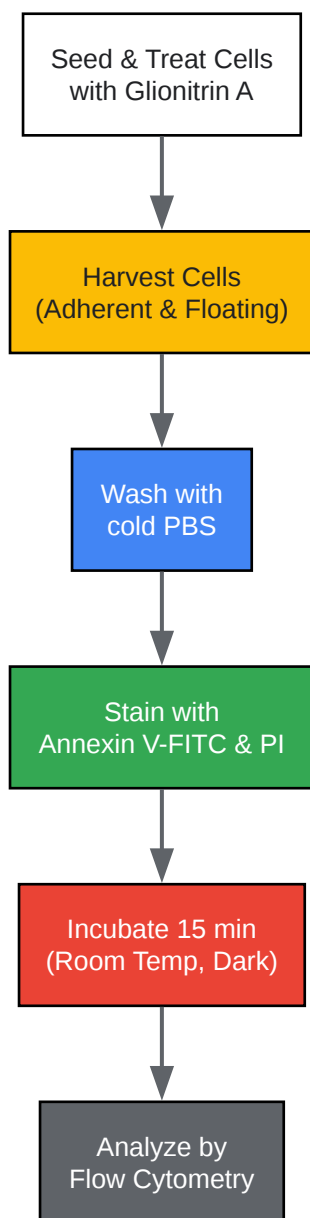 Seed & Treat Cells
with Glionitrin A
Harvest Cells
(Adherent & Floating)
Wash with
cold PBS
Stain with
Annexin V-FITC & PI
Incubate 15 min
(Room Temp, Dark)
Analyze by
Flow Cytometry